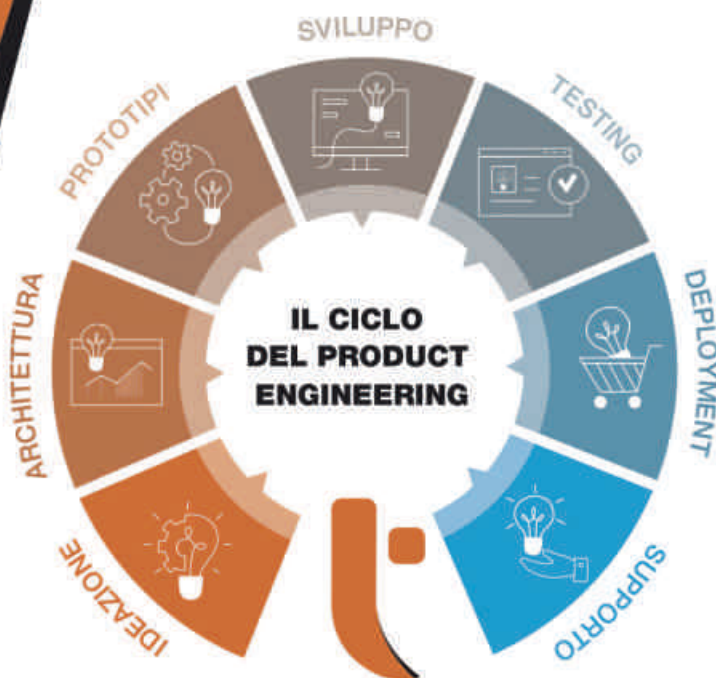 SVILUPPO
PROTOTIPI
TESTING
ARCHITETTURA
IL CICLO
DEL PRODUCT
ENGINEERING
DEPLOYMENT
IDEAZIONE
SUPPORTO